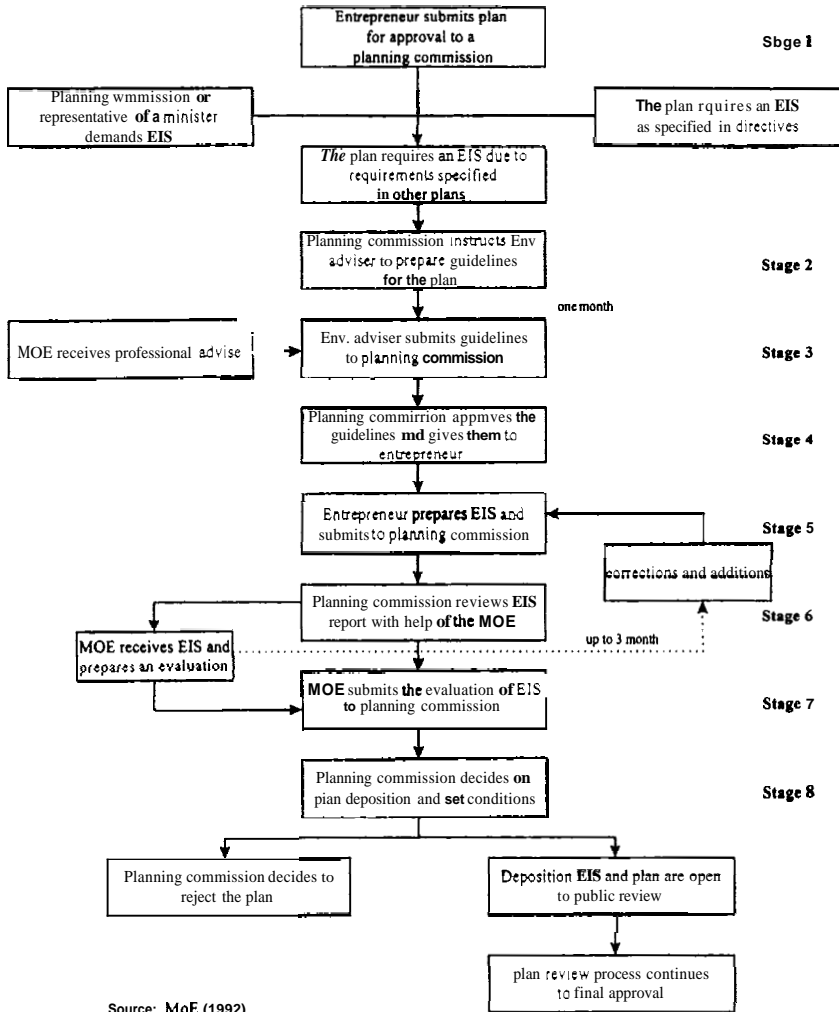 Entrepreneur submits plan
for approval to a
planning commission
Sbge 1
Planning wmmission or
representative of a minister
demands EIS
The plan rquires an EIS
as specified in directives
The plan requires an EIS due to
requirements specified
in other plans
Planning commission instructs Env
adviser to prepare guidelines
for the plan
Stage 2
one month
MOE receives professional advise
Env. adviser submits guidelines
to planning commission
Stage 3
Planning commirrion appmves the
guidelines md gives them to
entrepreneur
Stage 4
Entrepreneur prepares EIS and
submits to planning commission
Stage 5
corrections and additions
Planning commission reviews EIS
report with help of the MOE
Stage 6
MOE receives EIS and
prepares an evaluation
up to 3 month
MOE submits the evaluation of EIS
to planning commission
Stage 7
Planning commission decides on
pian deposition and set conditions
Stage 8
Planning commission decides to
reject the plan
Deposition EIS and plan are open
to public review
plan review process continues
to final approval
Source: MoE (1992)